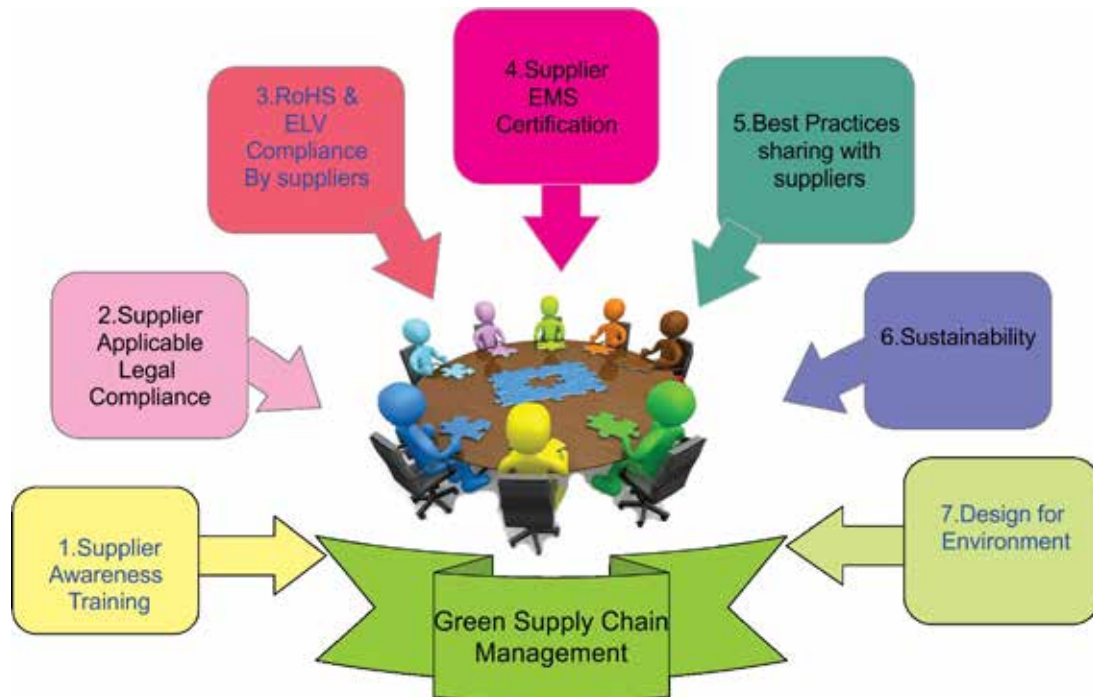 1.Supplier
Awareness
Training
2.Supplier
Applicable
Legal
Compliance
3.RoHS &
ELV
Compliance
By suppliers
4.Supplier
EMS
Certification
5.Best Practices
sharing with
suppliers
6.Sustainability
7.Design for
Environment
Green Supply Chain
Management